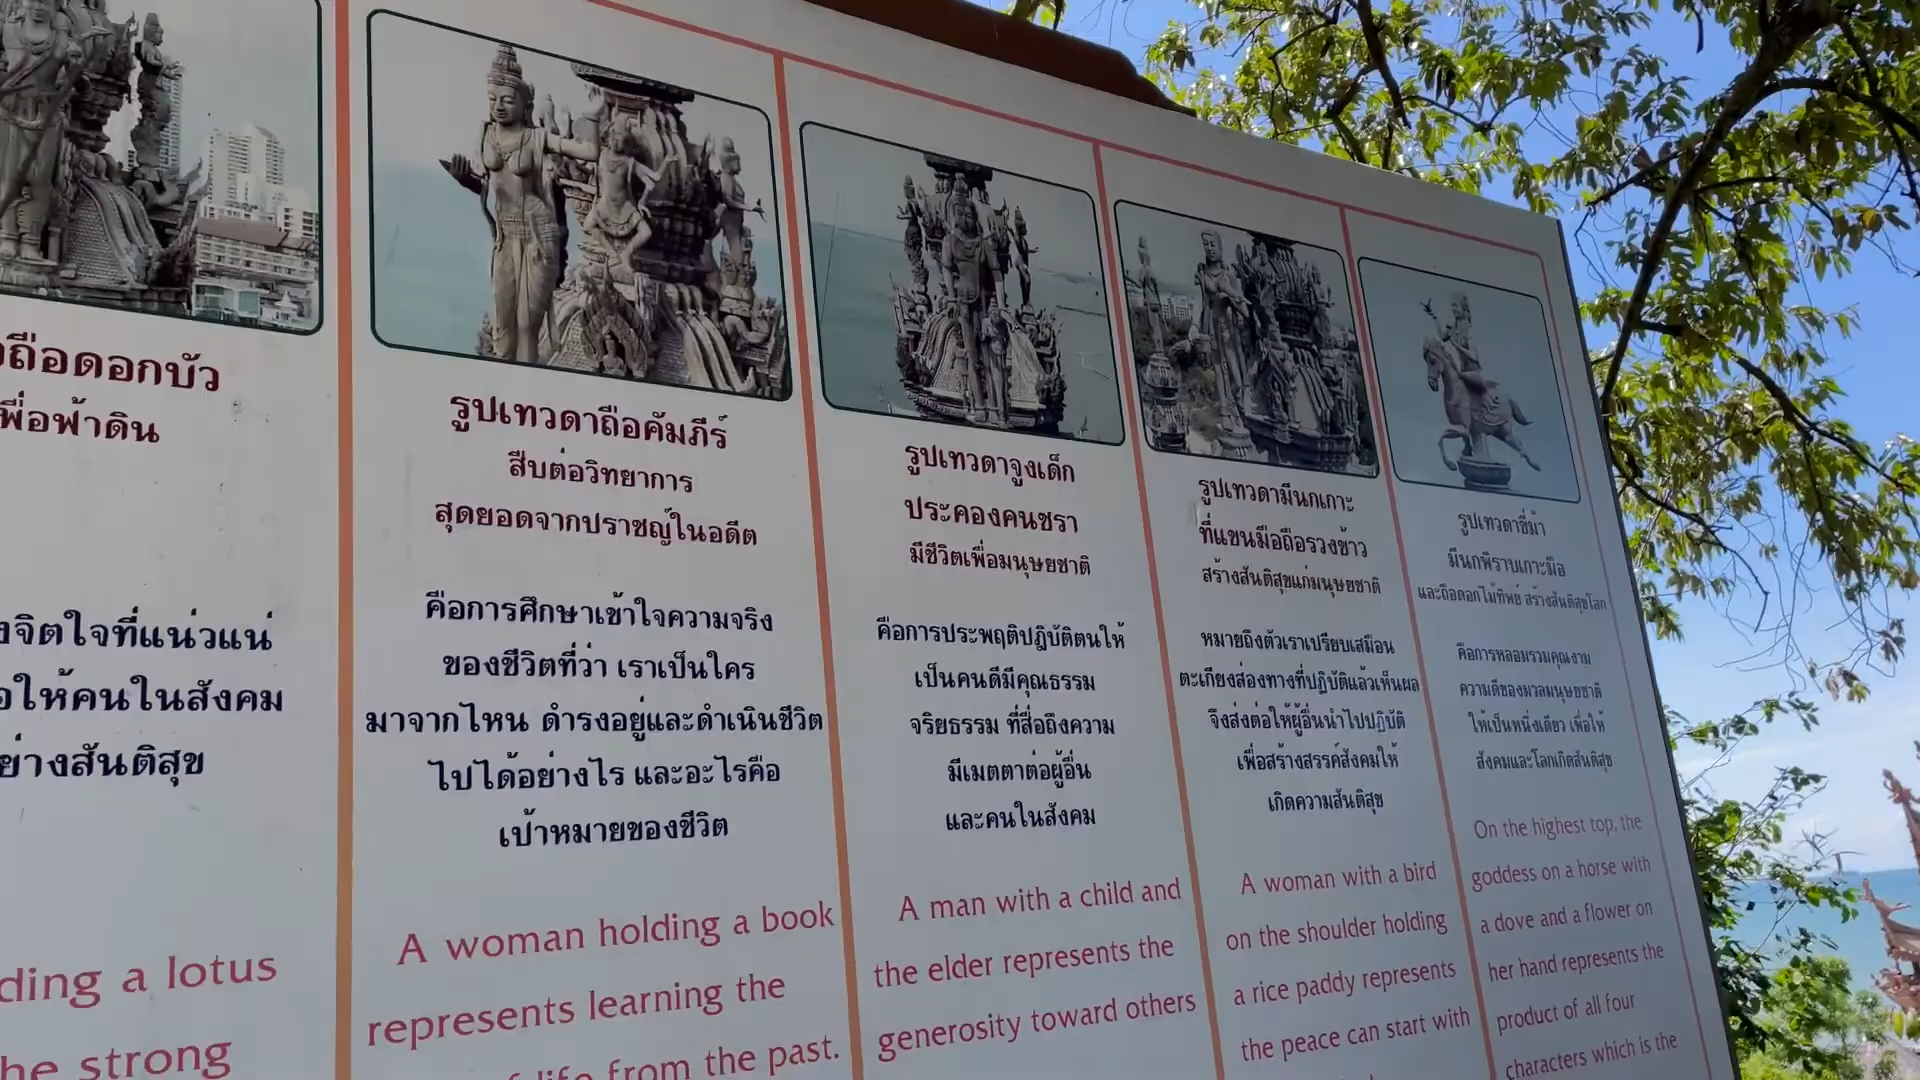 ถือดอกบัว
เพื่อฟ้าดิน
จิตใจที่แน่วแน่
ให้คนในสังคม
อย่างสันติสุข
ding a lotus
he strong
รูปเทวดาถือคัมภีร์
สืบต่อวิทยาการ
สุดยอดจากปราชญ์ในอดีต
คือการศึกษาเข้าใจความจริง
ของชีวิตที่ว่า เราเป็นใคร
มาจากไหน ดำรงอยู่และดำเนินชีวิต
ไปได้อย่างไร และอะไรคือ
เป้าหมายของชีวิต
A woman holding a book
represents learning the
life from the past.
รูปเทวดาจูงเด็ก
ประคองคนชรา
มีชีวิตเพื่อมนุษยชาติ
คือการประพฤติปฏิบัติตนให้
เป็นคนดีมีคุณธรรม
จริยธรรม ที่สื่อถึงความ
มีเมตตาต่อผู้อื่น
และคนในสังคม
A man with a child and
the elder represents the
generosity toward others
รูปเทวดามีนกเกาะ
ที่แขนมือถือรวงข้าว
สร้างสันติสุขแก่มนุษยชาติ
หมายถึงตัวเราเปรียบเสมือน
ตะเกียงส่องทางที่ปฏิบัติแล้วเห็นผล
จึงส่งต่อให้ผู้อื่นนำไปปฏิบัติ
เพื่อสร้างสรรค์สังคมให้
เกิดความสันติสุข
A woman with a bird
on the shoulder holding
a rice paddy represents
the peace can start with
รูปเทวดาขี่ม้า
มีนกพิราบเกาะมือ
และถือดอกไม้ทิพย์ สร้างสันติสุขโลก
คือการหลอมรวมคุณงาม
ความดีของมวลมนุษยชาติ
ให้เป็นหนึ่งเดียว เพื่อให้
สังคมและโลกเกิดสันติสุข
On the highest top, the
goddess on a horse with
a dove and a flower on
her hand represents the
product of all four
characters which is the